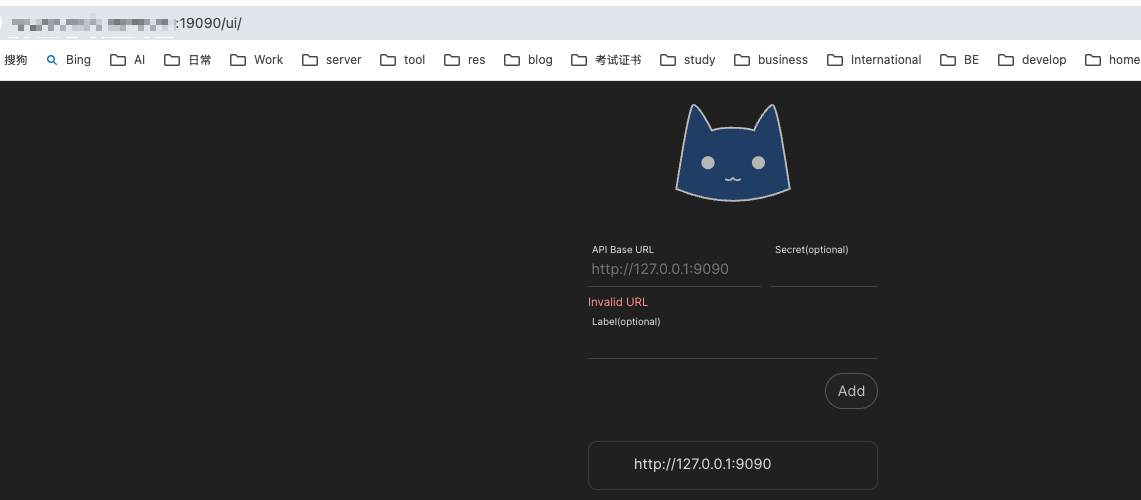 :19090/ui/
搜狗 Bing AI 日常 Work server tool res blog 考试证书 study business International BE develop home
API Base URL Secret(optional)
http://127.0.0.1:9090
Invalid URL
Label(optional)
Add
http://127.0.0.1:9090